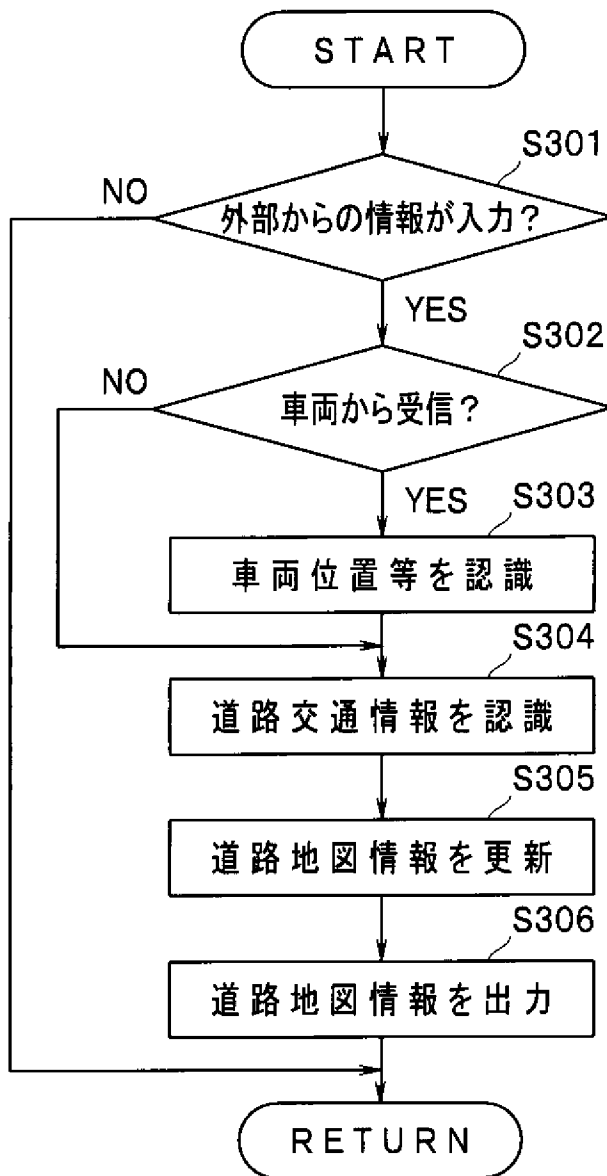 START
S301
NO
外部からの情報が入力?
YES
S302
NO
車両から受信?
YES
S303
車両位置等を認識
S304
道路交通情報を認識
S305
道路地図情報を更新
S306
道路地図情報を出力
RETURN